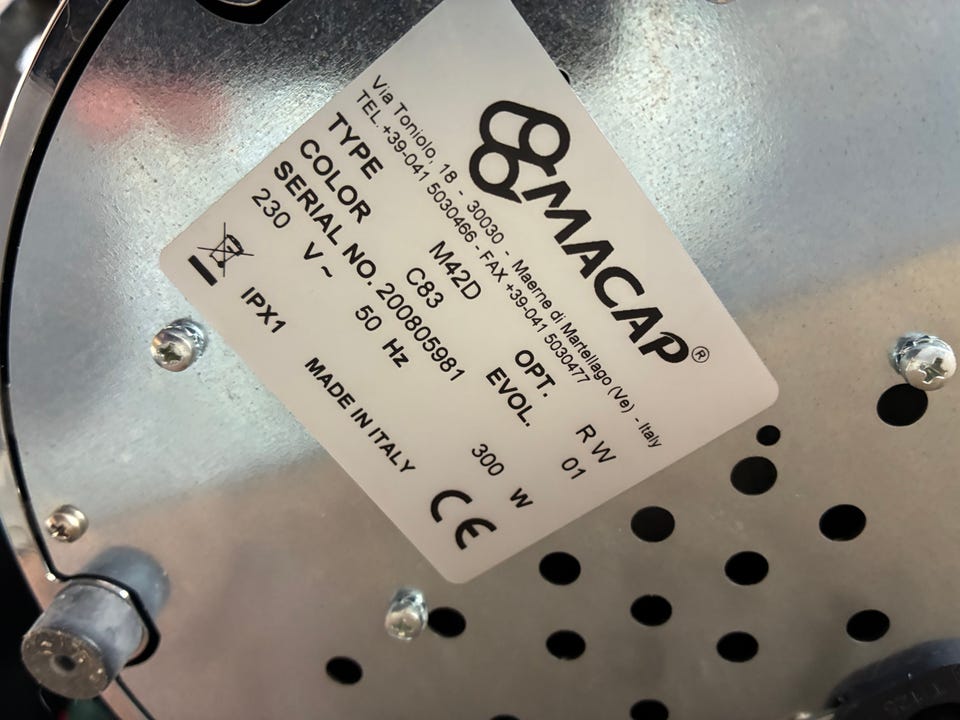 MACAP®
Via Toniolo, 18 - 30030 - Maerne di Martellago (Ve) - Italy
TEL. +39-041 5030466 - FAX +39-041 5030477
TYPE M42D OPT. R W
COLOR C83 EVOL. 01
SERIAL NO. 200805981
230 V~ 50 Hz 300 W
IPX1 MADE IN ITALY CE